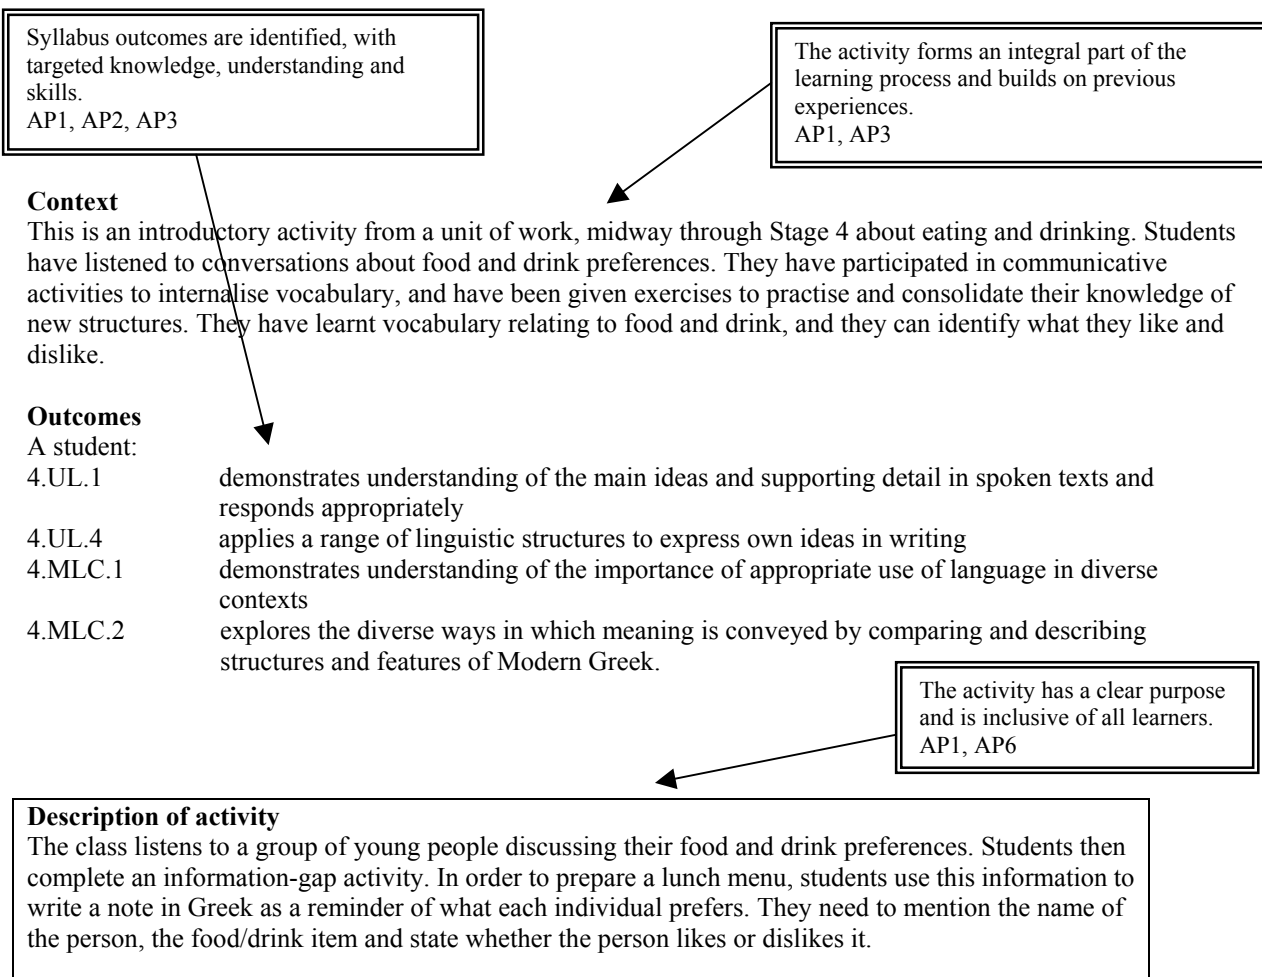 Syllabus outcomes are identified, with
targeted knowledge, understanding and
skills.
AP1, AP2, AP3
The activity forms an integral part of the
learning process and builds on previous
experiences.
AP1, AP3
Context
This is an introductory activity from a unit of work, midway through Stage 4 about eating and drinking. Students
have listened to conversations about food and drink preferences. They have participated in communicative
activities to internalise vocabulary, and have been given exercises to practise and consolidate their knowledge of
new structures. They have learnt vocabulary relating to food and drink, and they can identify what they like and
dislike.
Outcomes
A student:
4.UL.1 demonstrates understanding of the main ideas and supporting detail in spoken texts and
responds appropriately
4.UL.4 applies a range of linguistic structures to express own ideas in writing
4.MLC.1 demonstrates understanding of the importance of appropriate use of language in diverse
contexts
4.MLC.2 explores the diverse ways in which meaning is conveyed by comparing and describing
structures and features of Modern Greek.
The activity has a clear purpose
and is inclusive of all learners.
AP1, AP6
Description of activity
The class listens to a group of young people discussing their food and drink preferences. Students then
complete an information-gap activity. In order to prepare a lunch menu, students use this information to
write a note in Greek as a reminder of what each individual prefers. They need to mention the name of
the person, the food/drink item and state whether the person likes or dislikes it.